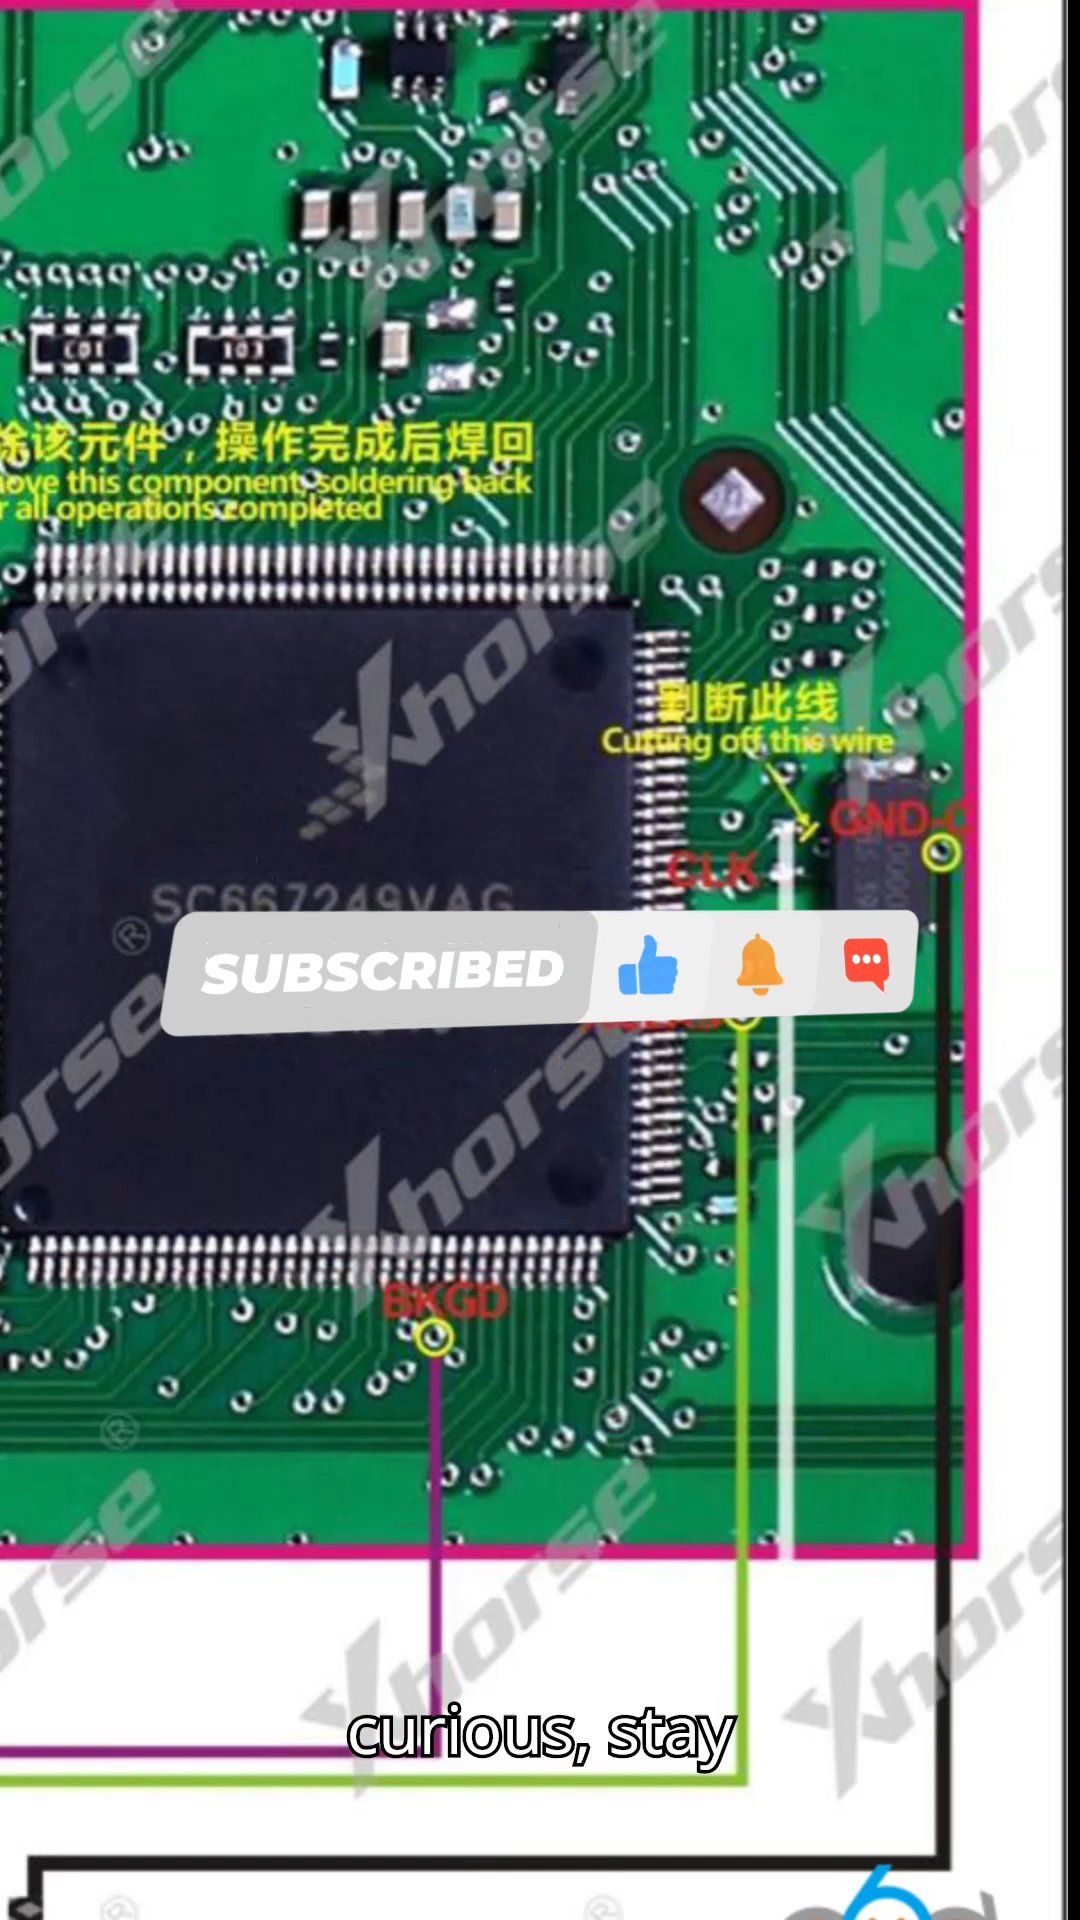 Xhorse
C01
103
除该元件，操作完成后焊回
ove this component, soldering back
r all operations completed
割断此线
Cutting off this wire
GND-C
CLK
SC667249VAG
SUBSCRIBED
BKGD
curious, stay